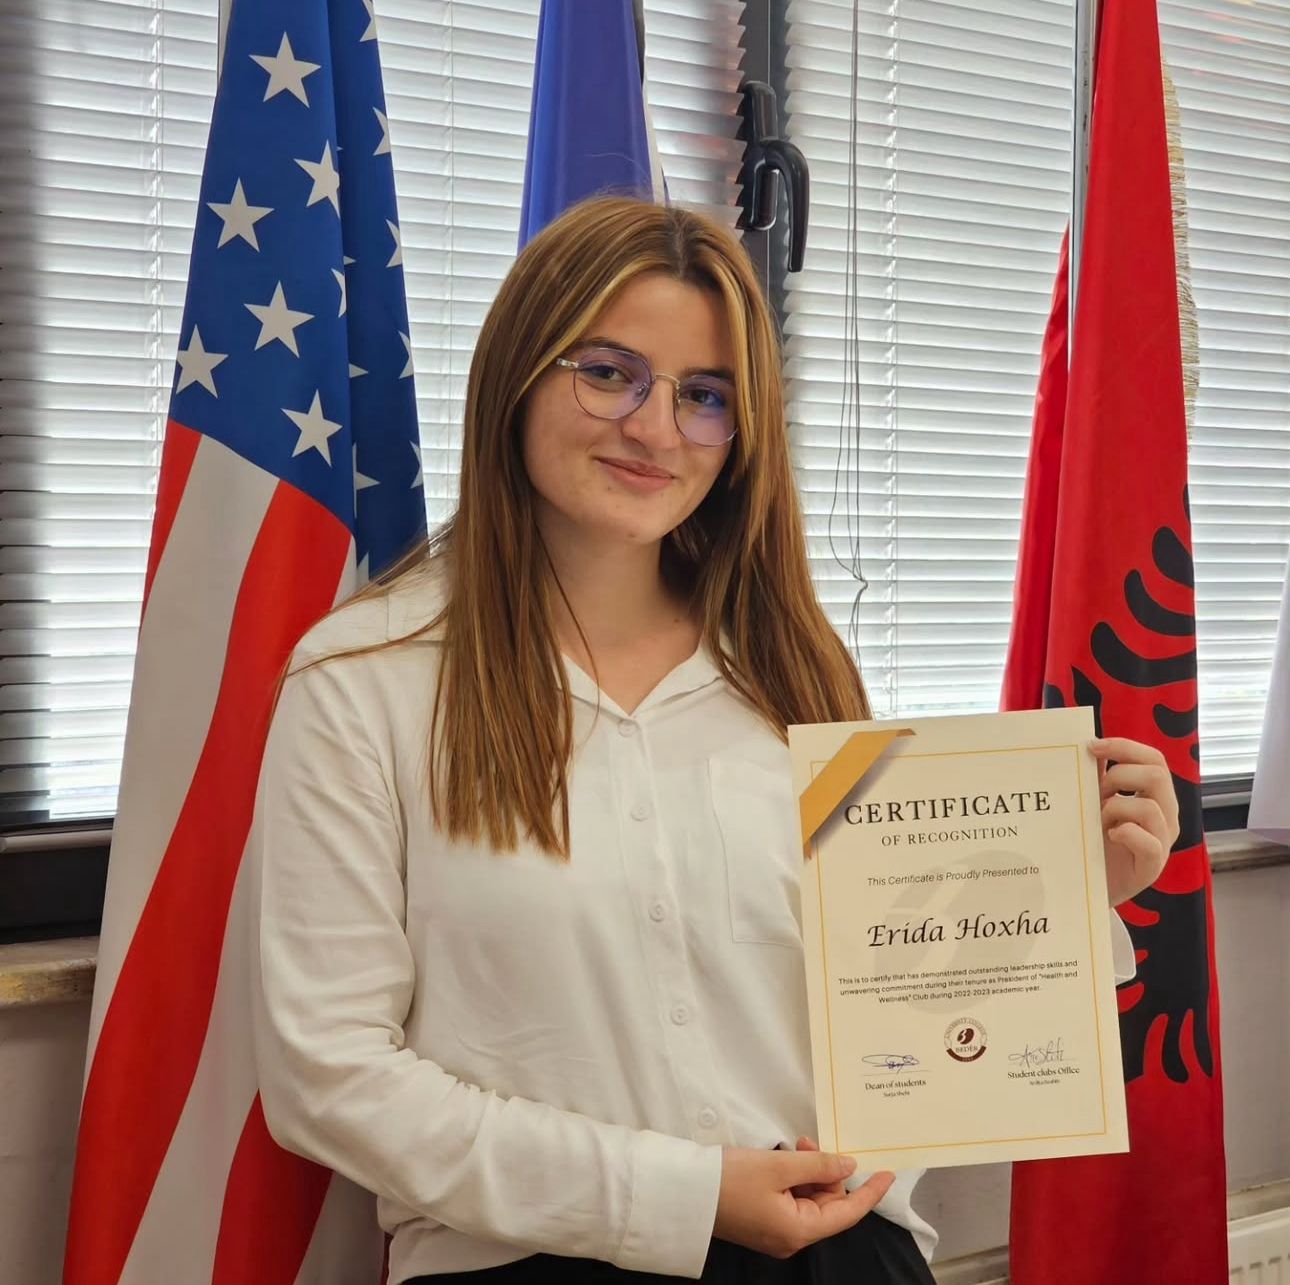 CERTIFICATE
OF RECOGNITION
This Certificate is Proudly Presented to
Erida Hoxha
This is to certify that has demonstrated outstanding leadership skills and
unwavering commitment during their tenure as President of "Health and
Wellness" Club during 2022-2023 academic year.
BEDËR
Dean of students
Student clubs Office